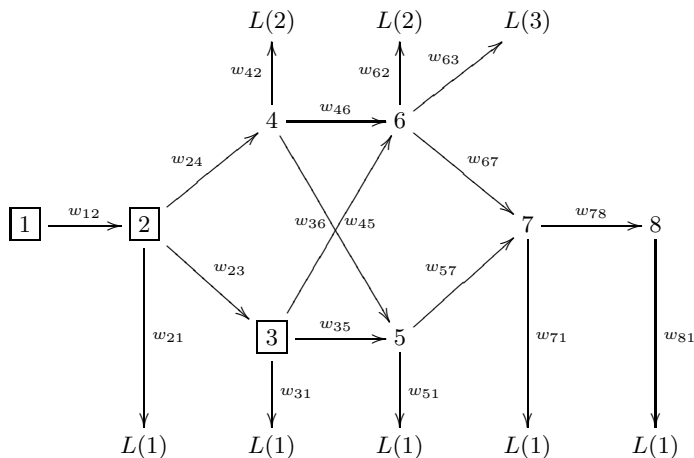 L(2) L(2) L(3)
w₄₂ w₆₂ w₆₃
w₄₆
4 6
w₂₄ w₆₇
w₁₂ w₃₆ w₄₅ w₇₈
1 2 7 8
w₂₃ w₅₇
w₃₅
3 5
w₂₁ w₇₁ w₈₁
w₃₁ w₅₁
L(1) L(1) L(1) L(1) L(1)